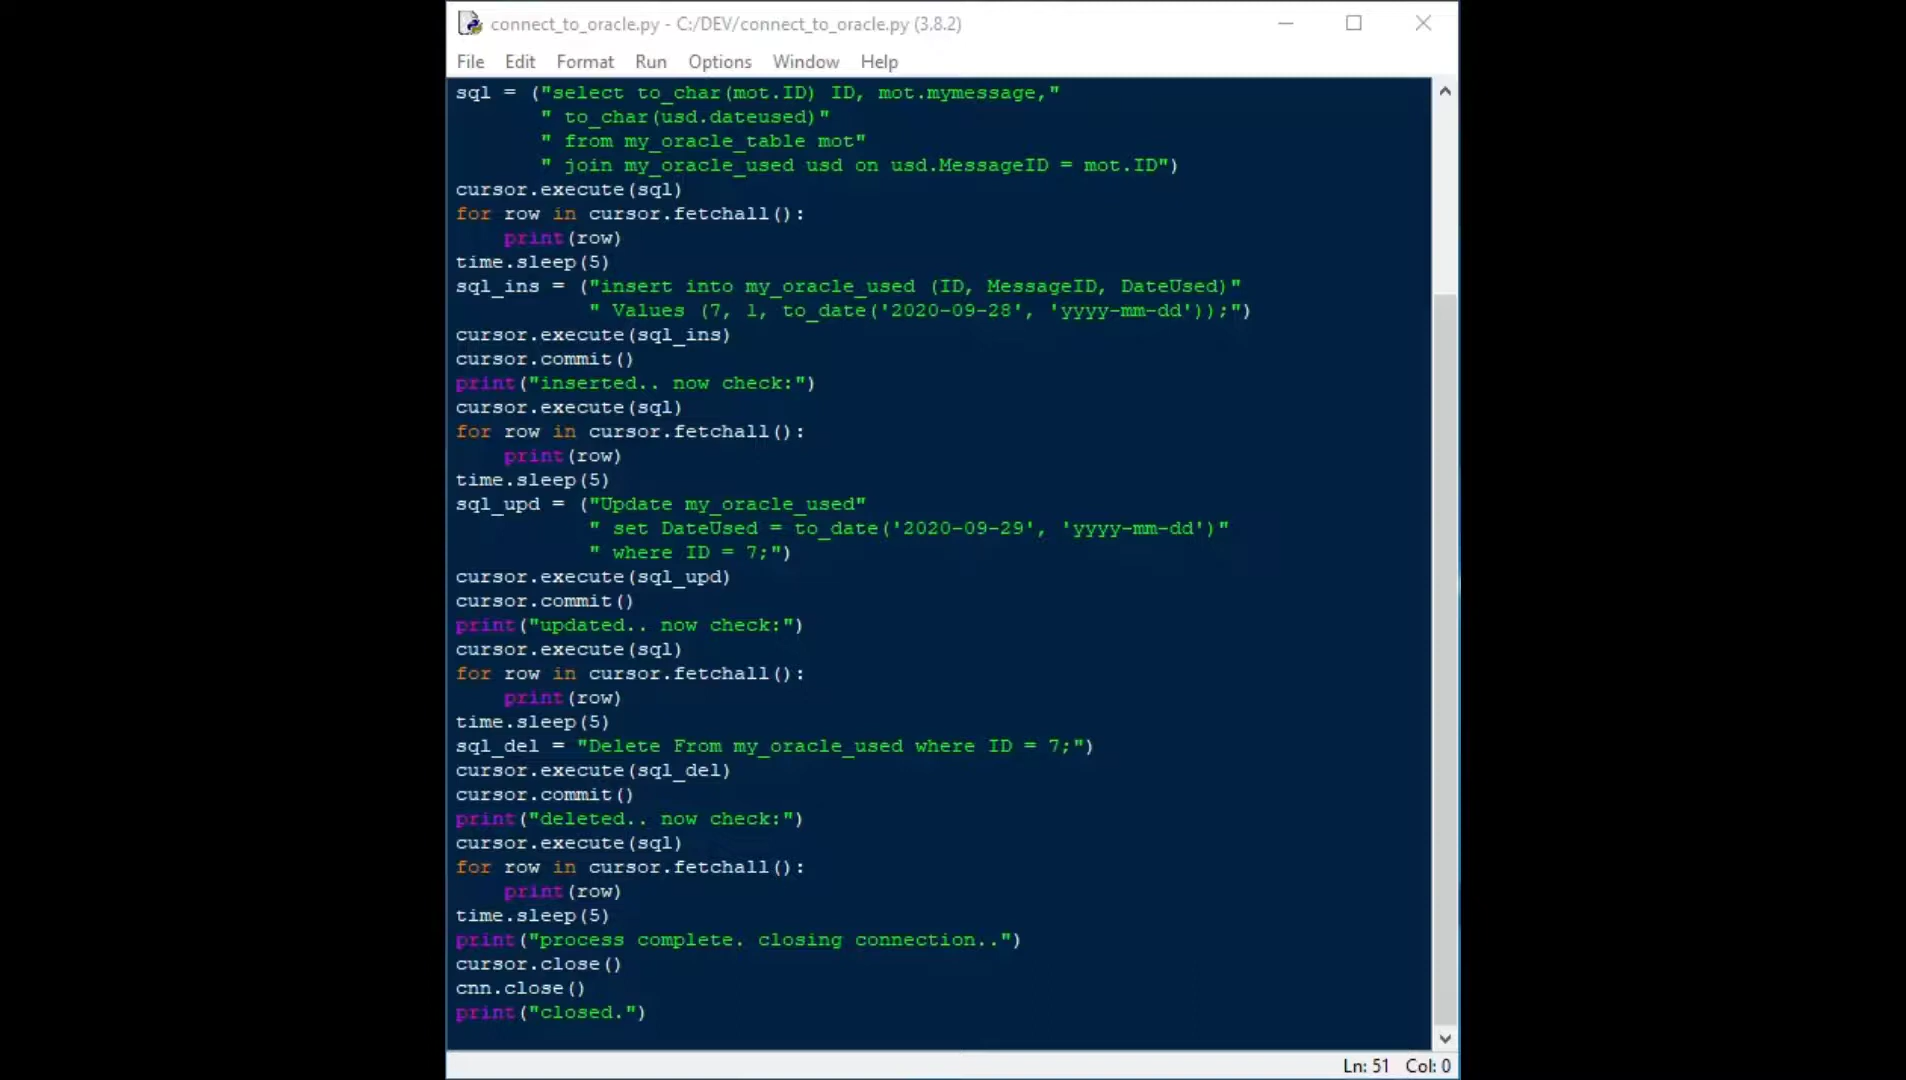 connect_to_oracle.py - C:/DEV/connect_to_oracle.py (3.8.2)
File Edit Format Run Options Window Help
sql = ("select to_char(mot.ID) ID, mot.mymessage,"
       " to_char(usd.dateused)"
       " from my_oracle_table mot"
       " join my_oracle_used usd on usd.MessageID = mot.ID")
cursor.execute(sql)
for row in cursor.fetchall():
    print(row)
time.sleep(5)
sql_ins = ("insert into my_oracle_used (ID, MessageID, DateUsed)"
           " Values (7, 1, to_date('2020-09-28', 'yyyy-mm-dd'));")
cursor.execute(sql_ins)
cursor.commit()
print("inserted.. now check:")
cursor.execute(sql)
for row in cursor.fetchall():
    print(row)
time.sleep(5)
sql_upd = ("Update my_oracle_used"
           " set DateUsed = to_date('2020-09-29', 'yyyy-mm-dd')"
           " where ID = 7;")
cursor.execute(sql_upd)
cursor.commit()
print("updated.. now check:")
cursor.execute(sql)
for row in cursor.fetchall():
    print(row)
time.sleep(5)
sql_del = "Delete From my_oracle_used where ID = 7;")
cursor.execute(sql_del)
cursor.commit()
print("deleted.. now check:")
cursor.execute(sql)
for row in cursor.fetchall():
    print(row)
time.sleep(5)
print("process complete. closing connection..")
cursor.close()
cnn.close()
print("closed.")
Ln: 51 Col: 0